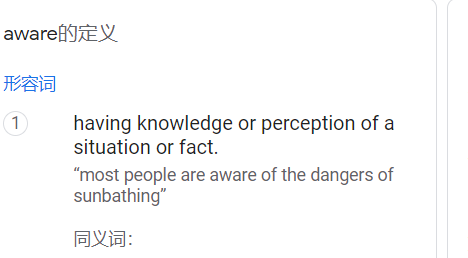 aware的定义
形容词
1
having knowledge or perception of a
situation or fact.
“most people are aware of the dangers of
sunbathing”
同义词：